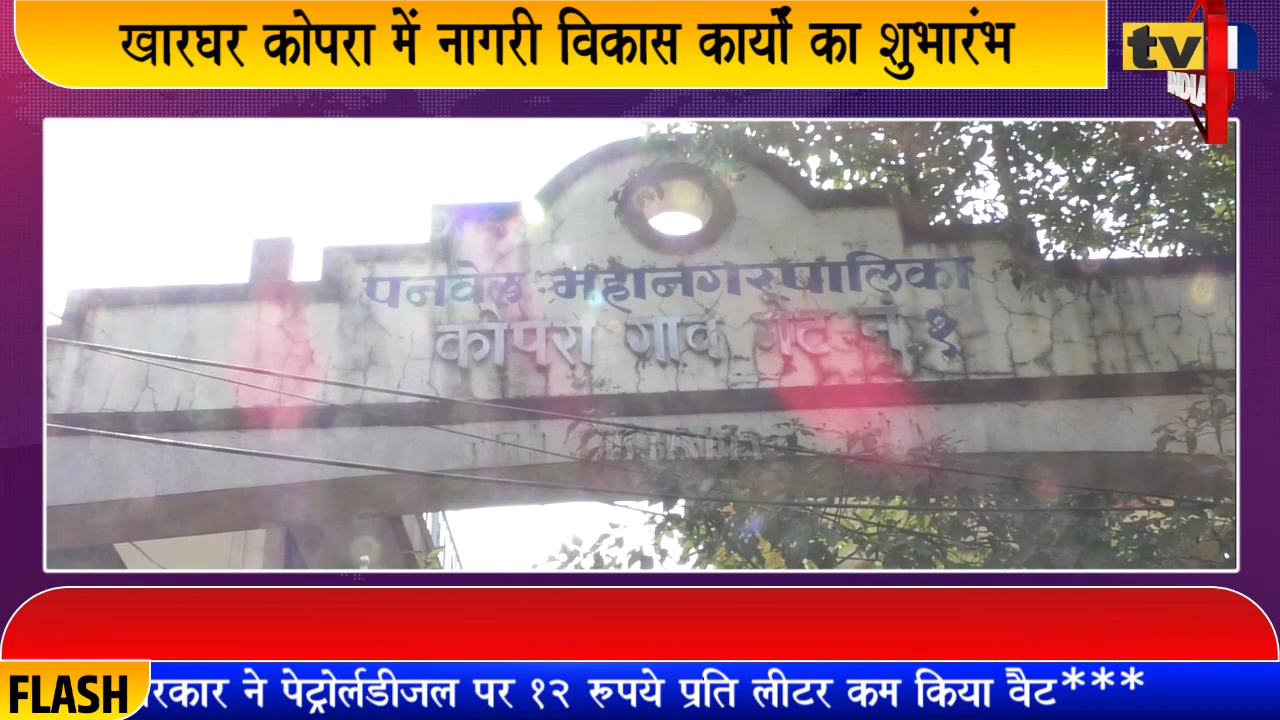 खारघर कोपरा में नागरी विकास कार्यों का शुभारंभ
tv
INDIA
पनवेल महानगरपालिका
कोपरा गाव गेट नं. १
FLASH
रकार ने पेट्रोर्लडीजल पर १२ रूपये प्रति लीटर कम किया वैट***